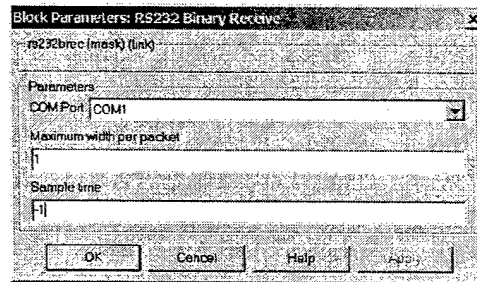 Block Parameters: RS232 Binary Receive
rs232brec (mask) (link)
Parameters
COM Port COM1
Maximum width per packet
1
Sample time
-1
OK Cancel Help Apply